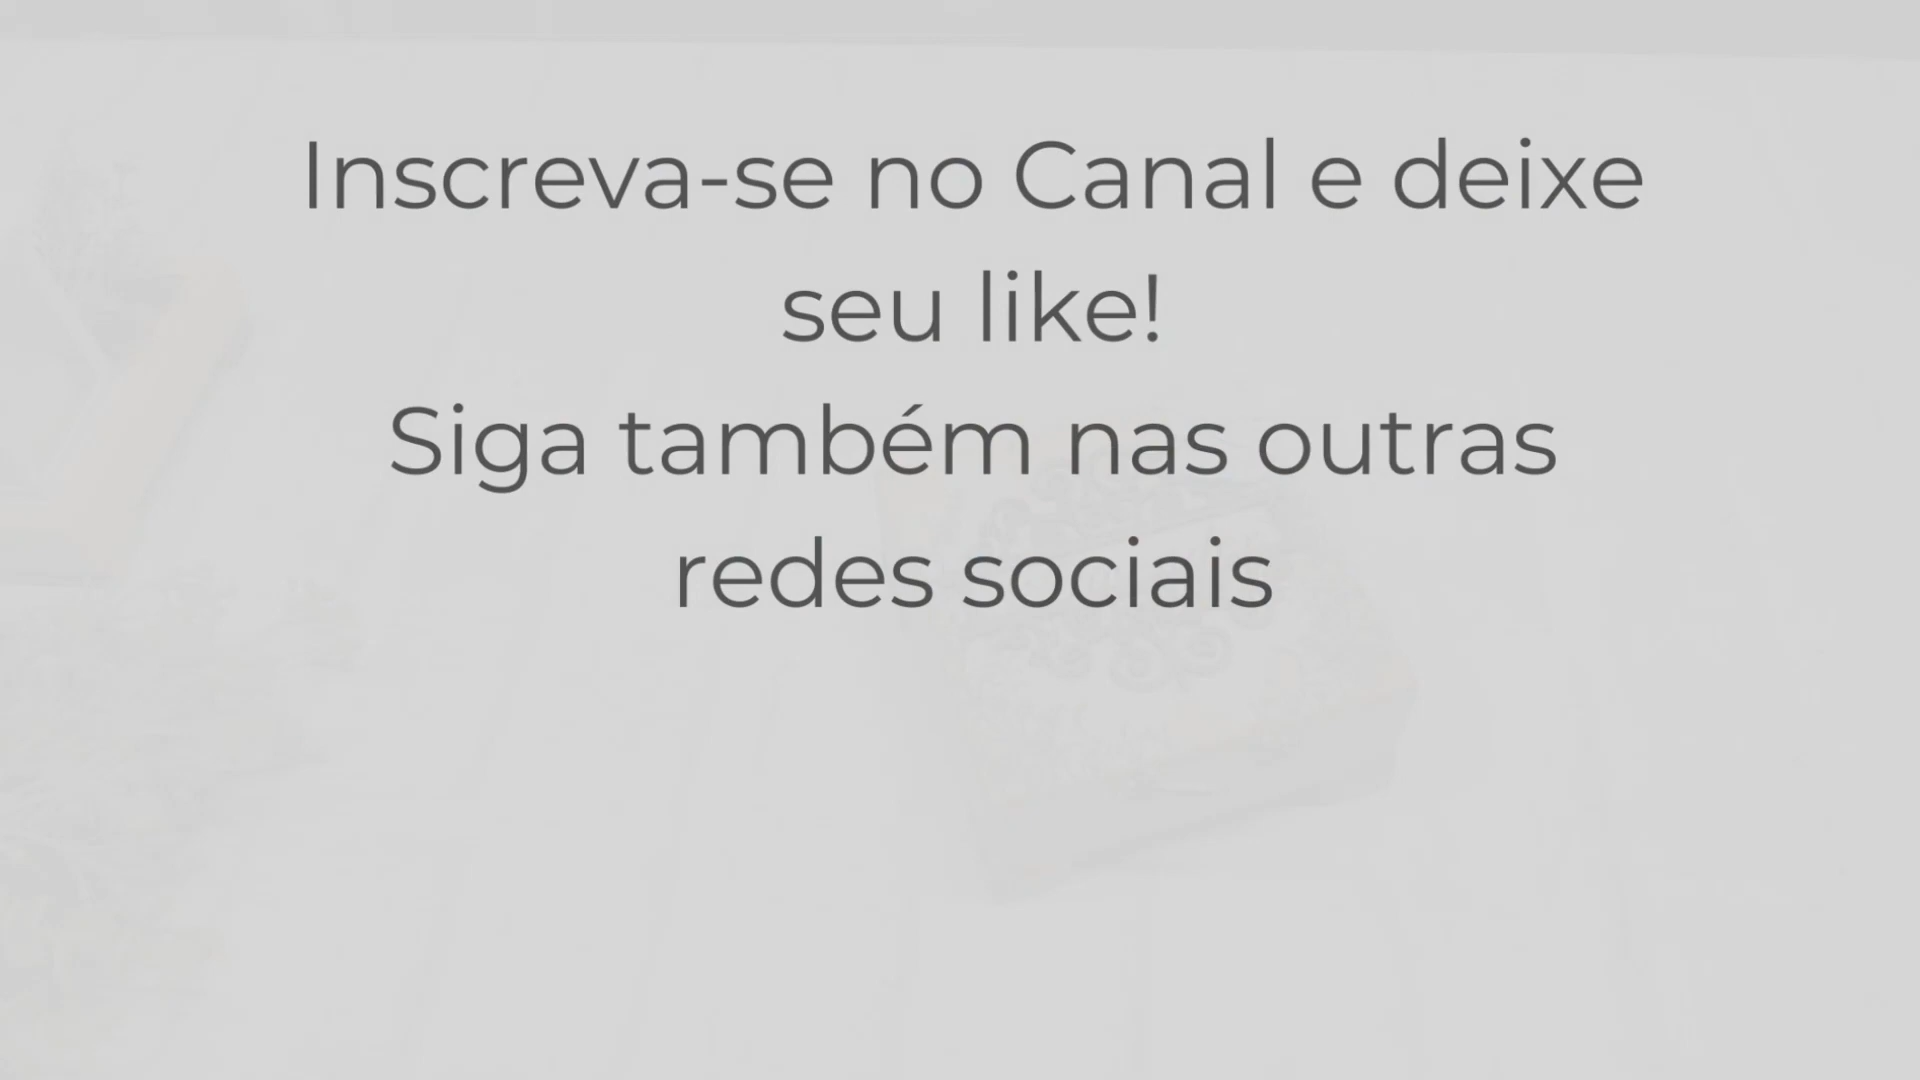 Inscreva-se no Canal e deixe
seu like!
Siga também nas outras
redes sociais